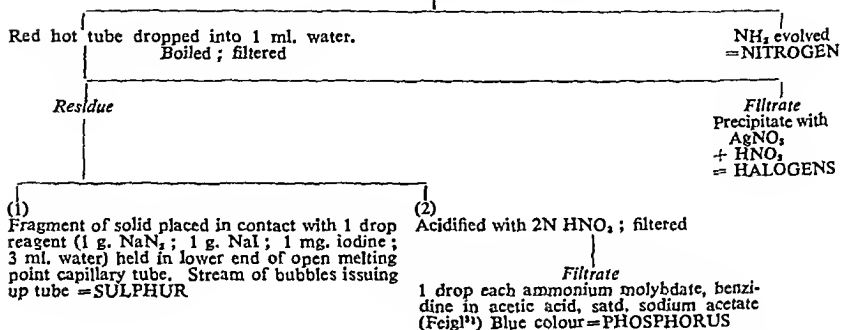 Red hot tube dropped into 1 ml. water.
Boiled ; filtered
NH₃ evolved
=NITROGEN
Residue
Filtrate
Precipitate with
AgNO₃
+ HNO₃
= HALOGENS
(1)
Fragment of solid placed in contact with 1 drop
reagent (1 g. NaN₃ ; 1 g. NaI ; 1 mg. iodine ;
3 ml. water) held in lower end of open melting
point capillary tube. Stream of bubbles issuing
up tube =SULPHUR
(2)
Acidified with 2N HNO₃ ; filtered
Filtrate
1 drop each ammonium molybdate, benzi-
dine in acetic acid, satd, sodium acetate
(Feigl) Blue colour=PHOSPHORUS